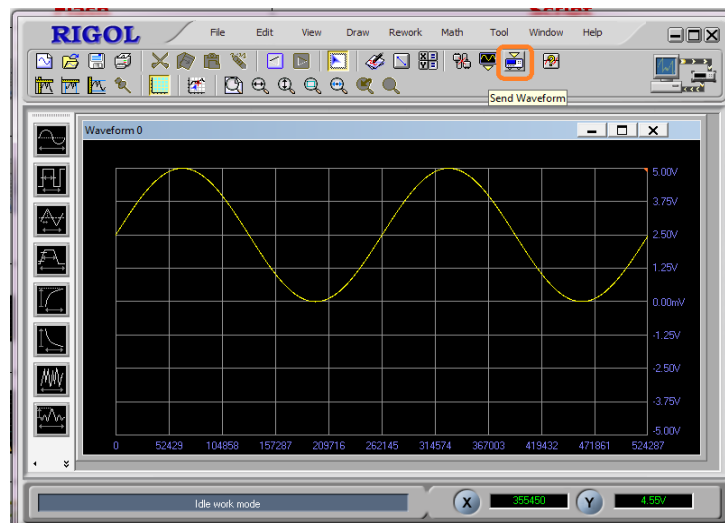 RIGOL
File Edit View Draw Rework Math Tool Window Help
Send Waveform
Waveform 0
5.00V
3.75V
2.50V
1.25V
0.00mV
-1.25V
-2.50V
-3.75V
-5.00V
0 52429 104858 157287 209716 262145 314574 367003 419432 471861 524287
Idle work mode
X 355450 Y 4.55V